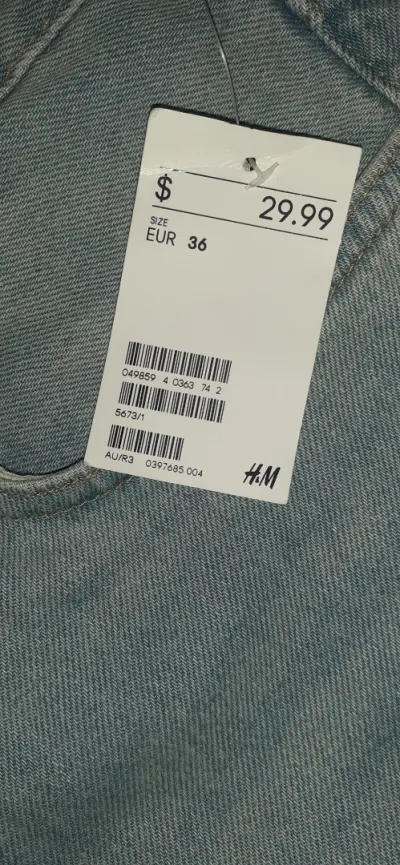 $ 29.99
SIZE
EUR 36
049859 4 0363 74 2
5673/1
AU/R3 0397685 004
H&M